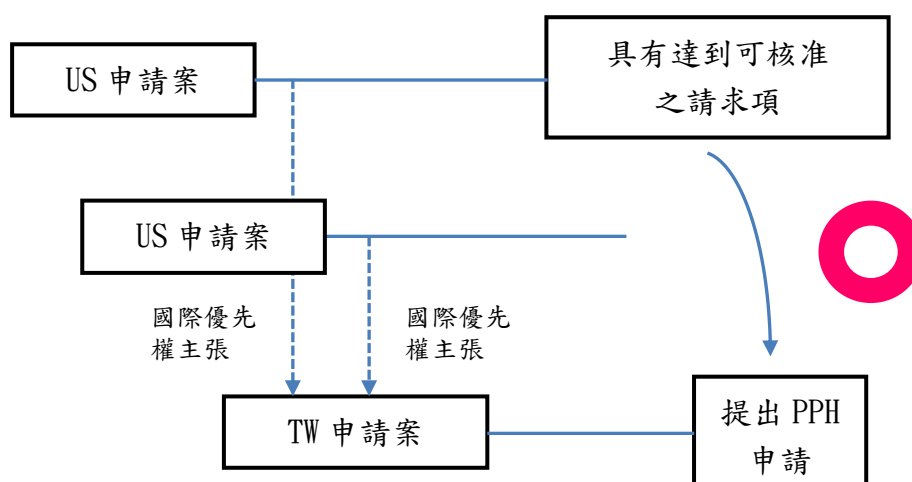 US 申請案
具有達到可核准
之請求項
US 申請案
國際優先
權主張
國際優先
權主張
TW 申請案
提出 PPH
申請